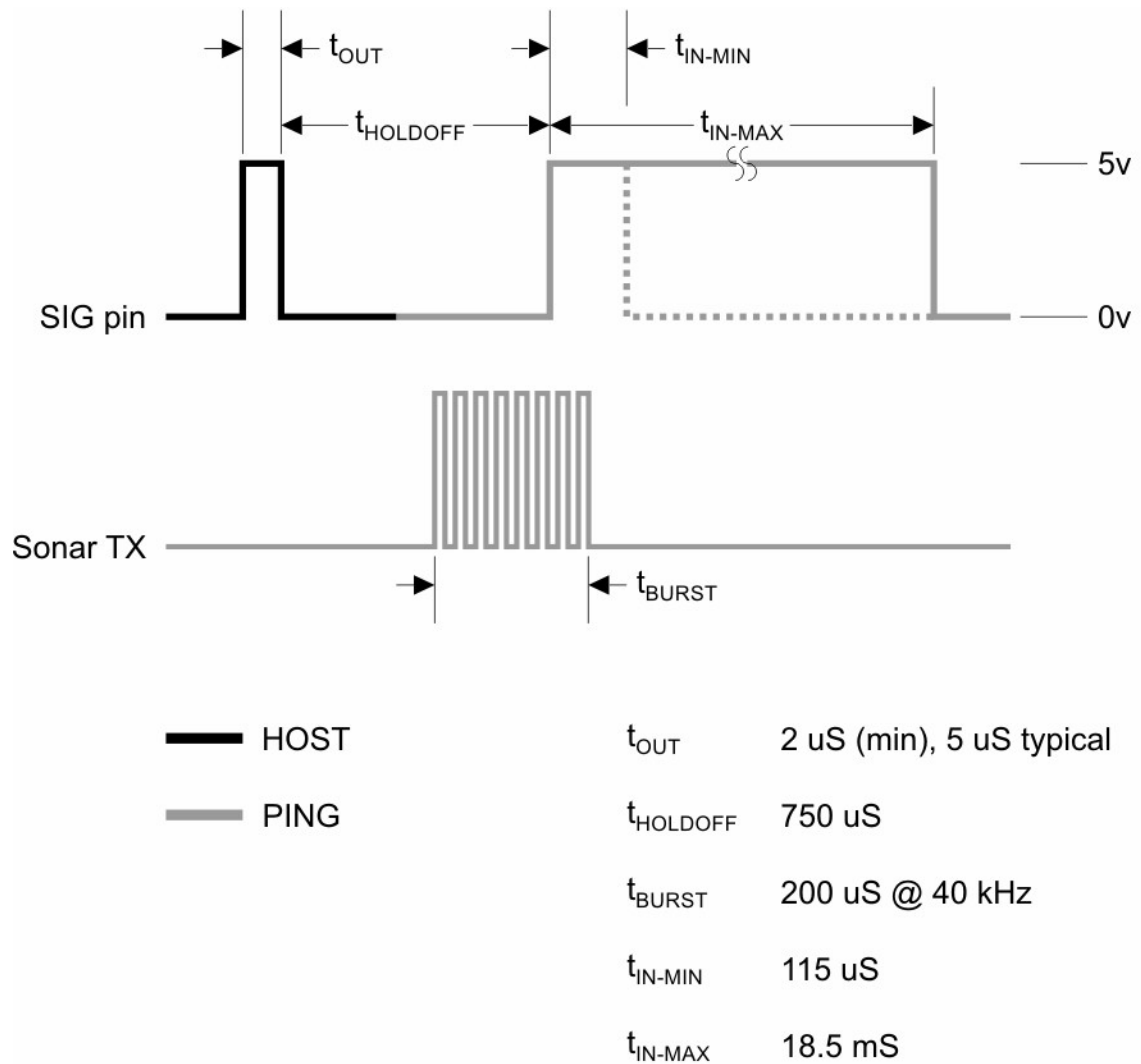 tOUT
tIN-MIN
tHOLDOFF
tIN-MAX
5v
SIG pin
0v
Sonar TX
tBURST
HOST
tOUT 2 uS (min), 5 uS typical
PING
tHOLDOFF 750 uS
tBURST 200 uS @ 40 kHz
tIN-MIN 115 uS
tIN-MAX 18.5 mS